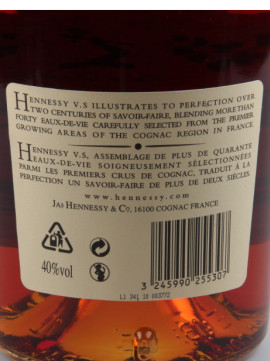 HENNESSY V.S ILLUSTRATES TO PERFECTION OVER
TWO CENTURIES OF SAVOIR-FAIRE, BLENDING MORE THAN
FORTY EAUX-DE-VIE CAREFULLY SELECTED FROM THE PREMIER
GROWING AREAS OF THE COGNAC REGION IN FRANCE
HENNESSY V.S, ASSEMBLAGE DE PLUS DE QUARANTE
EAUX-DE-VIE SOIGNEUSEMENT SÉLECTIONNÉES
PARMI LES PREMIERS CRUS DE COGNAC, TRADUIT À LA
PERFECTION UN SAVOIR-FAIRE DE PLUS DE DEUX SIÈCLES.
www.hennessy.com
JAS HENNESSY & CO, 16100 COGNAC FRANCE
40%vol
3 245990 255307